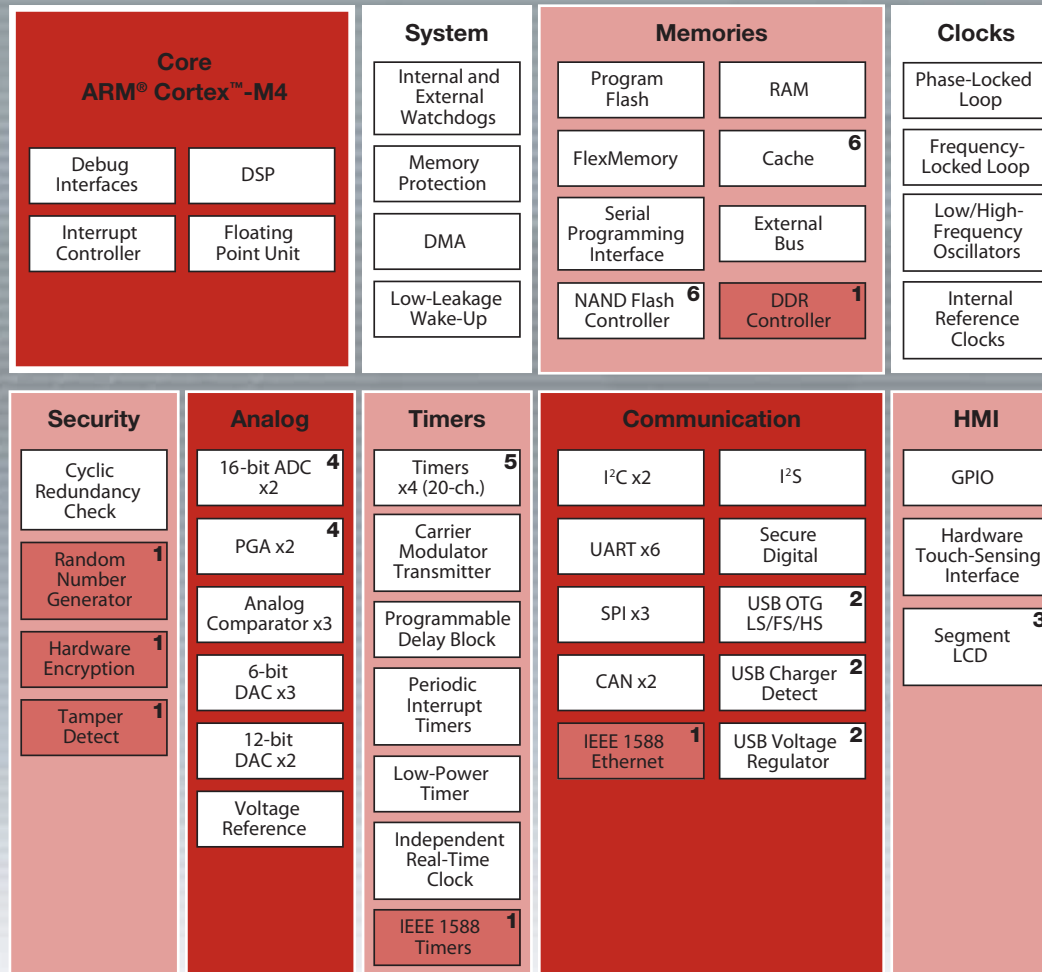 Core
ARM® Cortex™-M4
Debug
Interfaces
DSP
Interrupt
Controller
Floating
Point Unit
System
Internal and
External
Watchdogs
Memory
Protection
DMA
Low-Leakage
Wake-Up
Memories
Program
Flash
RAM
FlexMemory
Cache 6
Serial
Programming
Interface
External
Bus
NAND Flash 6
Controller
DDR 1
Controller
Clocks
Phase-Locked
Loop
Frequency-
Locked Loop
Low/High-
Frequency
Oscillators
Internal
Reference
Clocks
Security
Cyclic
Redundancy
Check
Random 1
Number
Generator
Hardware 1
Encryption
Tamper 1
Detect
Analog
16-bit ADC 4
x2
PGA x2 4
Analog
Comparator x3
6-bit
DAC x3
12-bit
DAC x2
Voltage
Reference
Timers
Timers 5
x4 (20-ch.)
Carrier
Modulator
Transmitter
Programmable
Delay Block
Periodic
Interrupt
Timers
Low-Power
Timer
Independent
Real-Time
Clock
IEEE 1588 1
Timers
Communication
I²C x2
I²S
UART x6
Secure
Digital
SPI x3
USB OTG 2
LS/FS/HS
CAN x2
USB Charger 2
Detect
IEEE 1588 1
Ethernet
USB Voltage 2
Regulator
HMI
GPIO
Hardware
Touch-Sensing
Interface
Segment 3
LCD